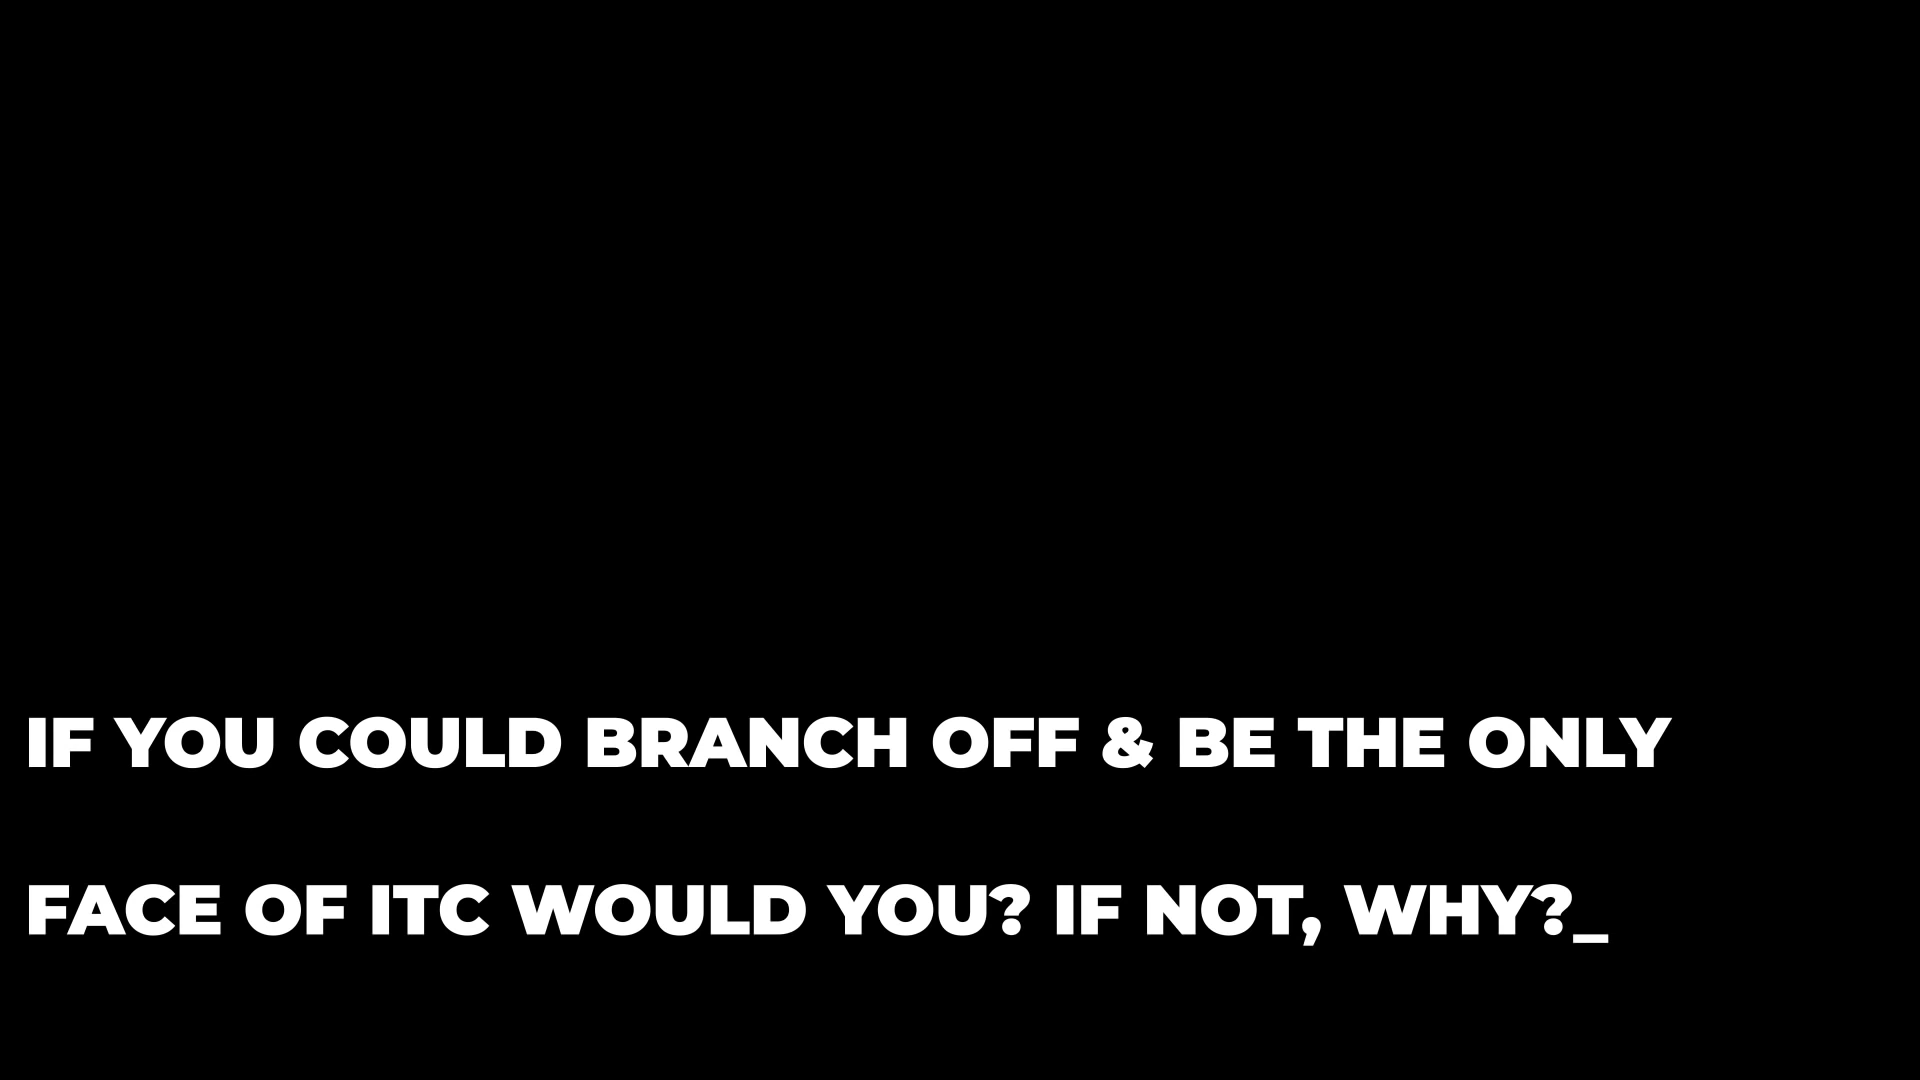 IF YOU COULD BRANCH OFF & BE THE ONLY
FACE OF ITC WOULD YOU? IF NOT, WHY?_